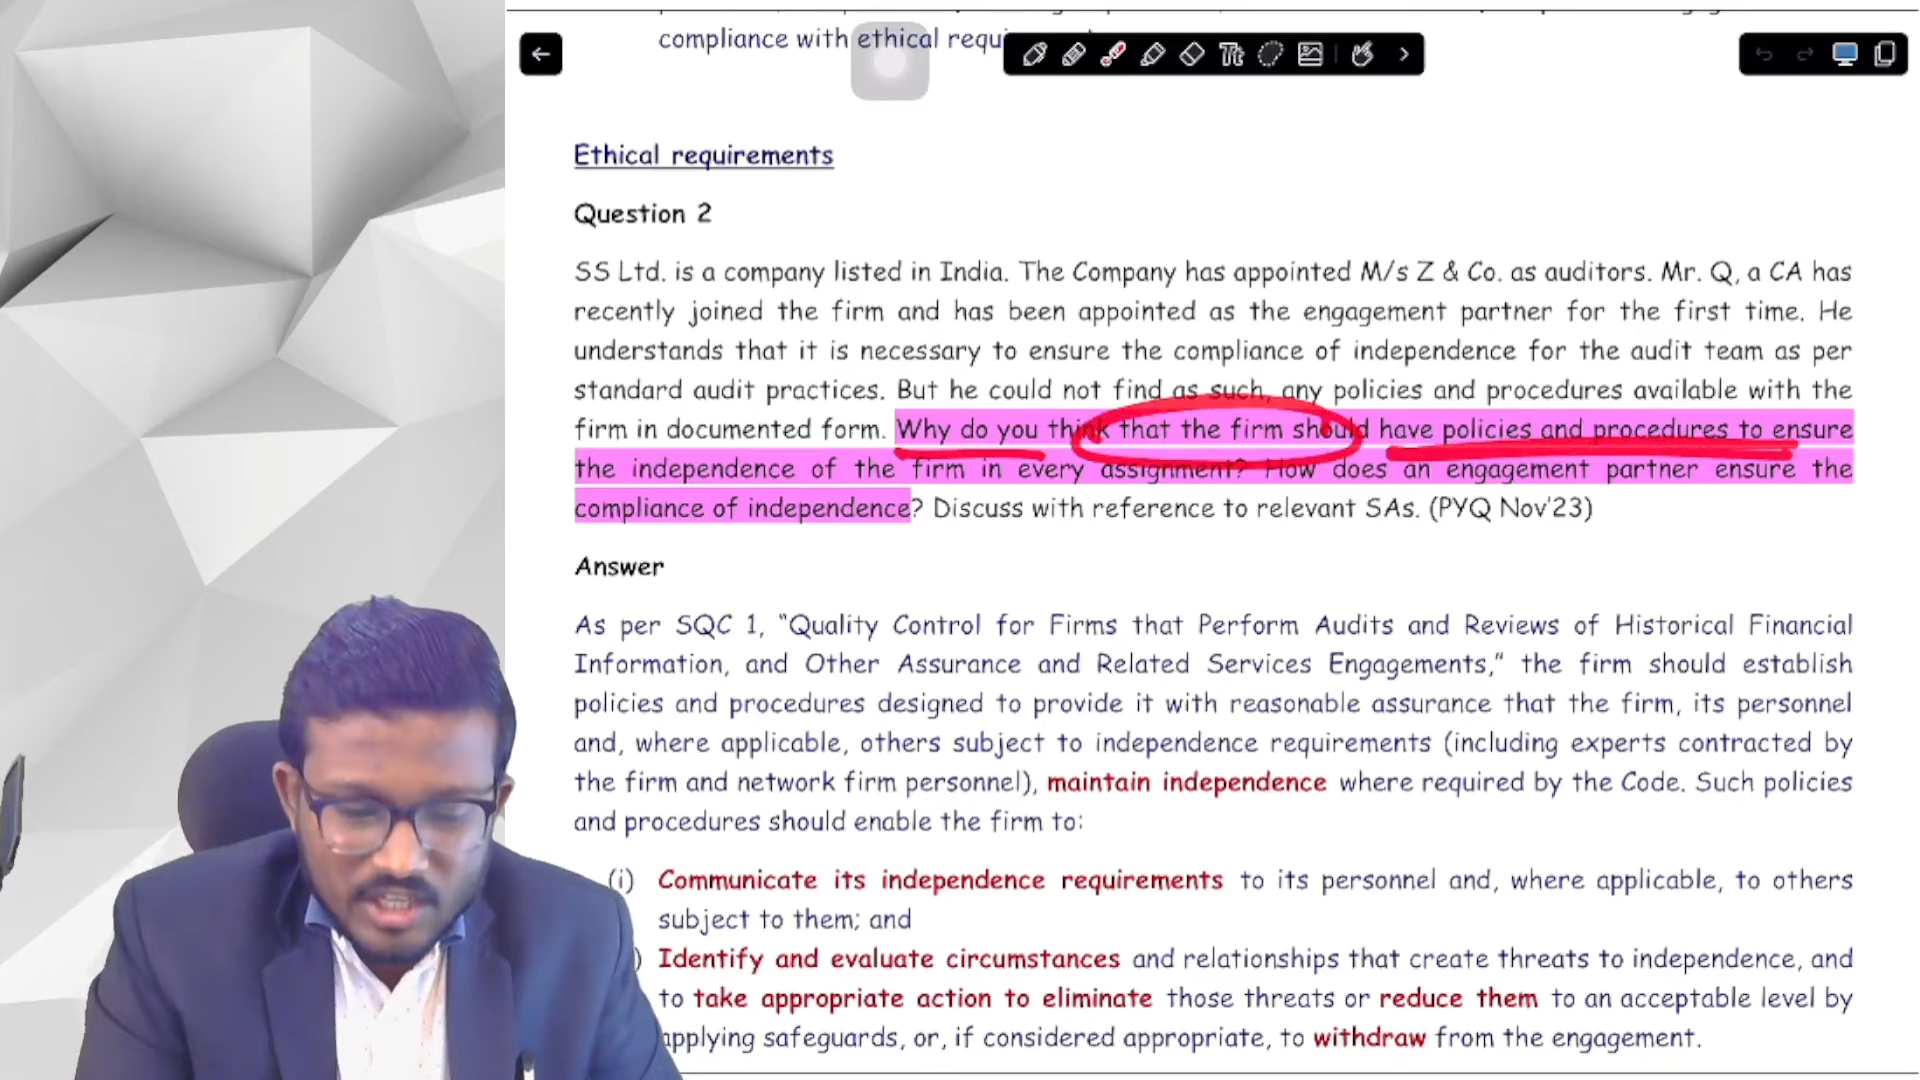 compliance with ethical requi
Ethical requirements
Question 2
SS Ltd. is a company listed in India. The Company has appointed M/s Z & Co. as auditors. Mr. Q, a CA has
recently joined the firm and has been appointed as the engagement partner for the first time. He
understands that it is necessary to ensure the compliance of independence for the audit team as per
standard audit practices. But he could not find as such, any policies and procedures available with the
firm in documented form. Why do you think that the firm should have policies and procedures to ensure
the independence of the firm in every assignment? How does an engagement partner ensure the
compliance of independence? Discuss with reference to relevant SAs. (PYQ Nov'23)
Answer
As per SQC 1, "Quality Control for Firms that Perform Audits and Reviews of Historical Financial
Information, and Other Assurance and Related Services Engagements," the firm should establish
policies and procedures designed to provide it with reasonable assurance that the firm, its personnel
and, where applicable, others subject to independence requirements (including experts contracted by
the firm and network firm personnel), maintain independence where required by the Code. Such policies
and procedures should enable the firm to:
(i) Communicate its independence requirements to its personnel and, where applicable, to others
subject to them; and
) Identify and evaluate circumstances and relationships that create threats to independence, and
to take appropriate action to eliminate those threats or reduce them to an acceptable level by
applying safeguards, or, if considered appropriate, to withdraw from the engagement.